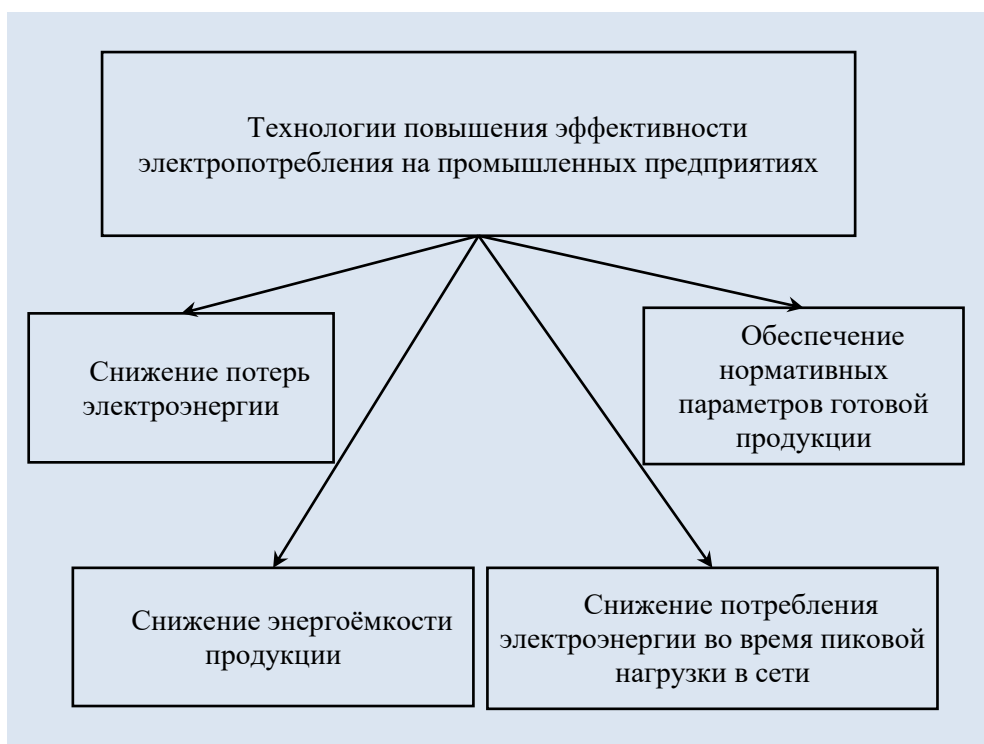 Технологии повышения эффективности
электропотребления на промышленных предприятиях
Снижение потерь
электроэнергии
Обеспечение
нормативных
параметров готовой
продукции
Снижение энергоёмкости
продукции
Снижение потребления
электроэнергии во время пиковой
нагрузки в сети